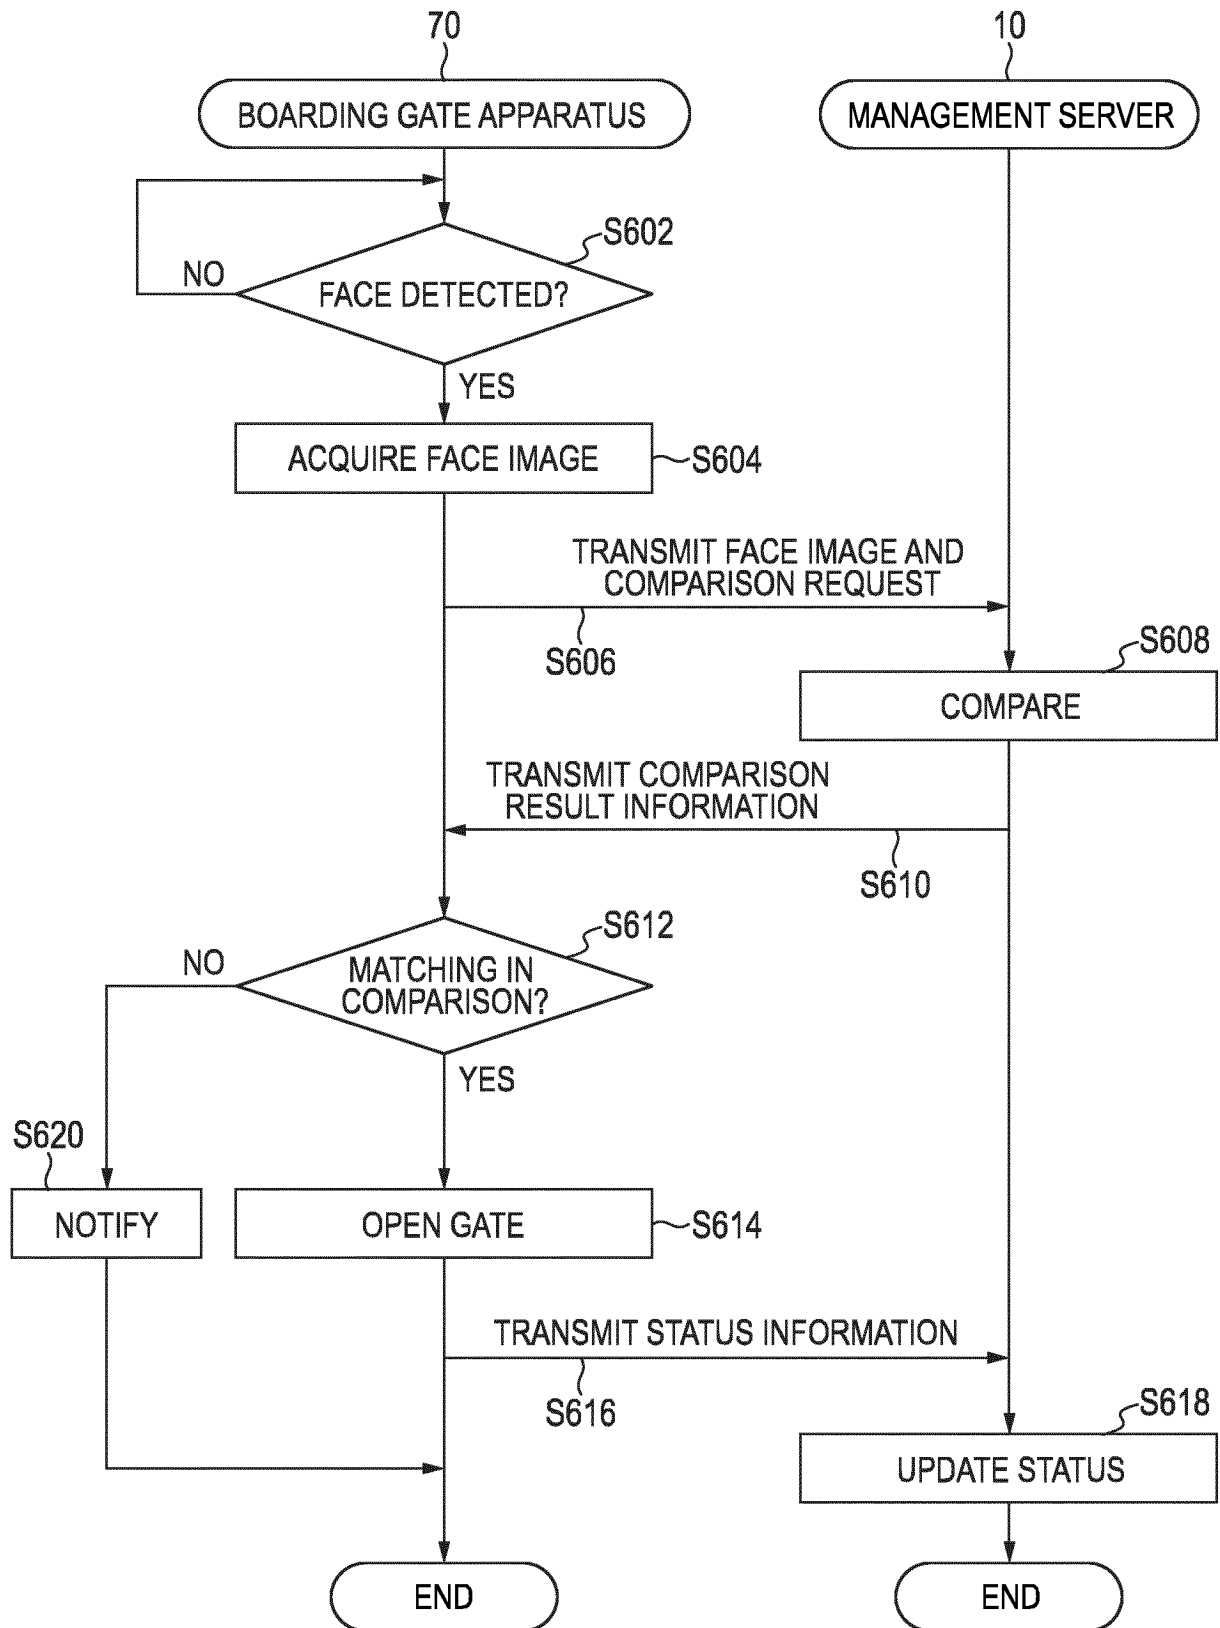 70
10
BOARDING GATE APPARATUS
MANAGEMENT SERVER
S602
NO
FACE DETECTED?
YES
ACQUIRE FACE IMAGE
S604
TRANSMIT FACE IMAGE AND
COMPARISON REQUEST
S606
S608
COMPARE
TRANSMIT COMPARISON
RESULT INFORMATION
S610
S612
NO
MATCHING IN
COMPARISON?
YES
S620
NOTIFY
OPEN GATE
S614
TRANSMIT STATUS INFORMATION
S616
S618
UPDATE STATUS
END
END